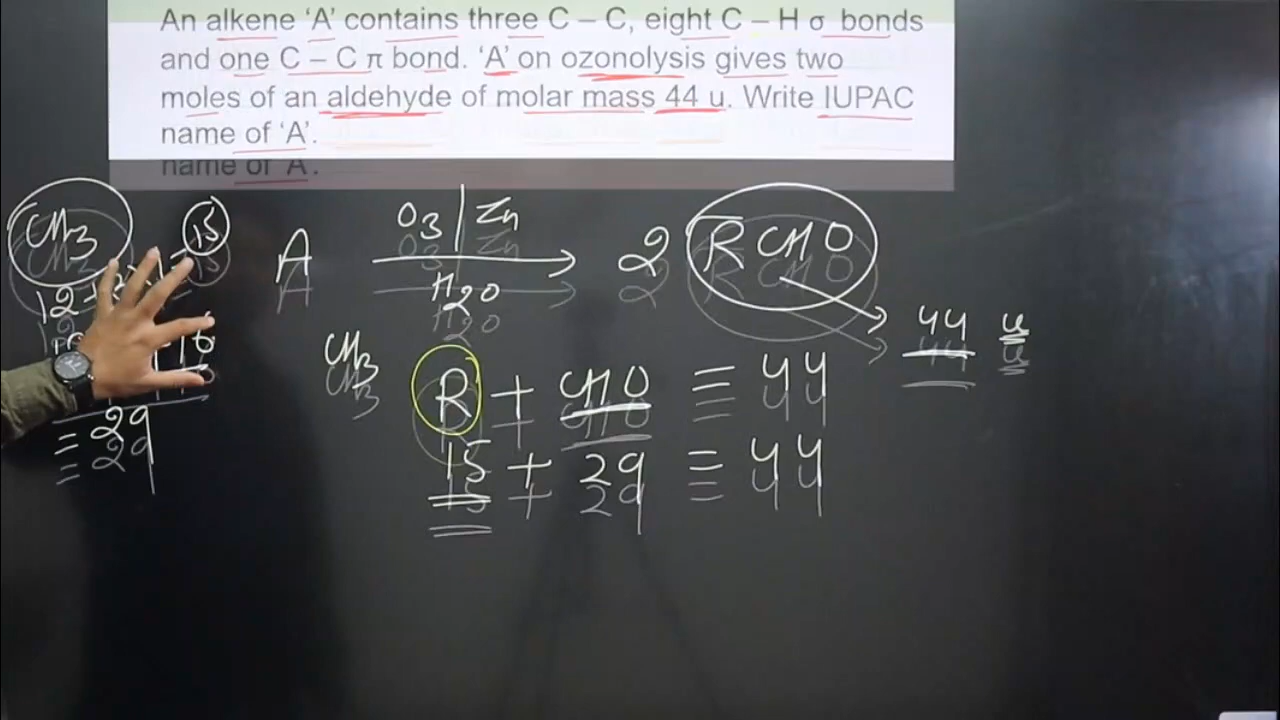 An alkene ‘A’ contains three C – C, eight C – H σ bonds
and one C – C π bond. ‘A’ on ozonolysis gives two
moles of an aldehyde of molar mass 44 u. Write IUPAC
name of ‘A’.
name of ‘A’.
CH3 15
A O3 | Zn
H2O
2 RCHO
44 u
CH3
R + CHO = 44
15 + 29 = 44
= 29